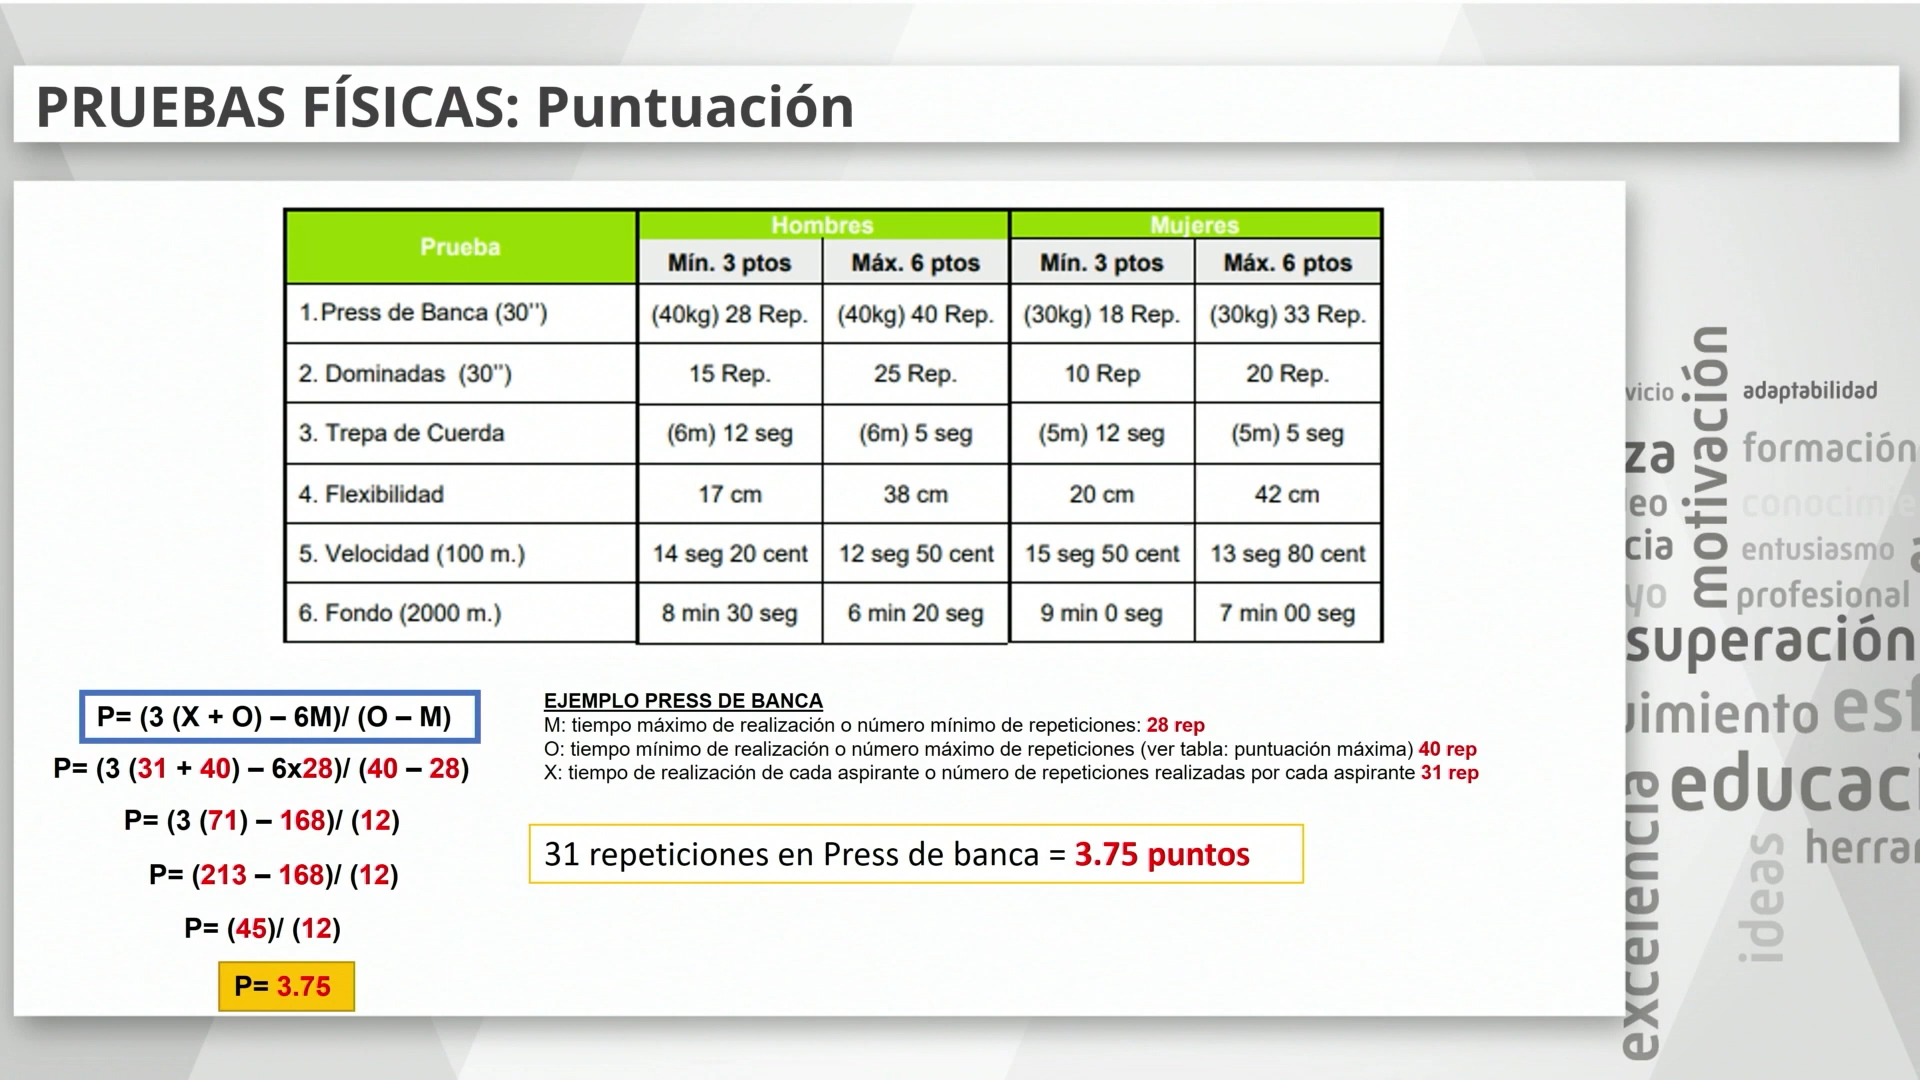 PRUEBAS FÍSICAS: Puntuación
Prueba Hombres Mujeres
Mín. 3 ptos Máx. 6 ptos Mín. 3 ptos Máx. 6 ptos
1.Press de Banca (30'') (40kg) 28 Rep. (40kg) 40 Rep. (30kg) 18 Rep. (30kg) 33 Rep.
2. Dominadas (30'') 15 Rep. 25 Rep. 10 Rep 20 Rep.
3. Trepa de Cuerda (6m) 12 seg (6m) 5 seg (5m) 12 seg (5m) 5 seg
4. Flexibilidad 17 cm 38 cm 20 cm 42 cm
5. Velocidad (100 m.) 14 seg 20 cent 12 seg 50 cent 15 seg 50 cent 13 seg 80 cent
6. Fondo (2000 m.) 8 min 30 seg 6 min 20 seg 9 min 0 seg 7 min 00 seg
P= (3 (X + O) – 6M)/ (O – M)
P= (3 (31 + 40) – 6x28)/ (40 – 28)
P= (3 (71) – 168)/ (12)
P= (213 – 168)/ (12)
P= (45)/ (12)
P= 3.75
EJEMPLO PRESS DE BANCA
M: tiempo máximo de realización o número mínimo de repeticiones: 28 rep
O: tiempo mínimo de realización o número máximo de repeticiones (ver tabla: puntuación máxima) 40 rep
X: tiempo de realización de cada aspirante o número de repeticiones realizadas por cada aspirante 31 rep
31 repeticiones en Press de banca = 3.75 puntos
vicio
motivación
adaptabilidad
za
formación
eo
conocimie
cia
entusiasmo
yo
profesional
superación
uimiento
esf
excelencia
educaci
ideas
herrar